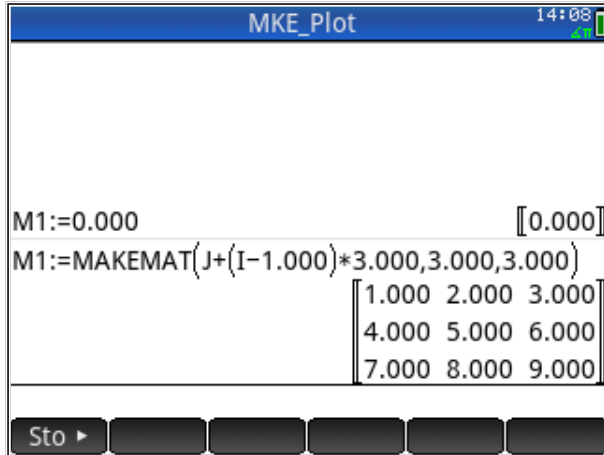 MKE_Plot
14:08
∡π
M1:=0.000
[0.000]
M1:=MAKEMAT(J+(I−1.000)*3.000,3.000,3.000)
1.000 2.000 3.000
4.000 5.000 6.000
7.000 8.000 9.000
Sto ▶